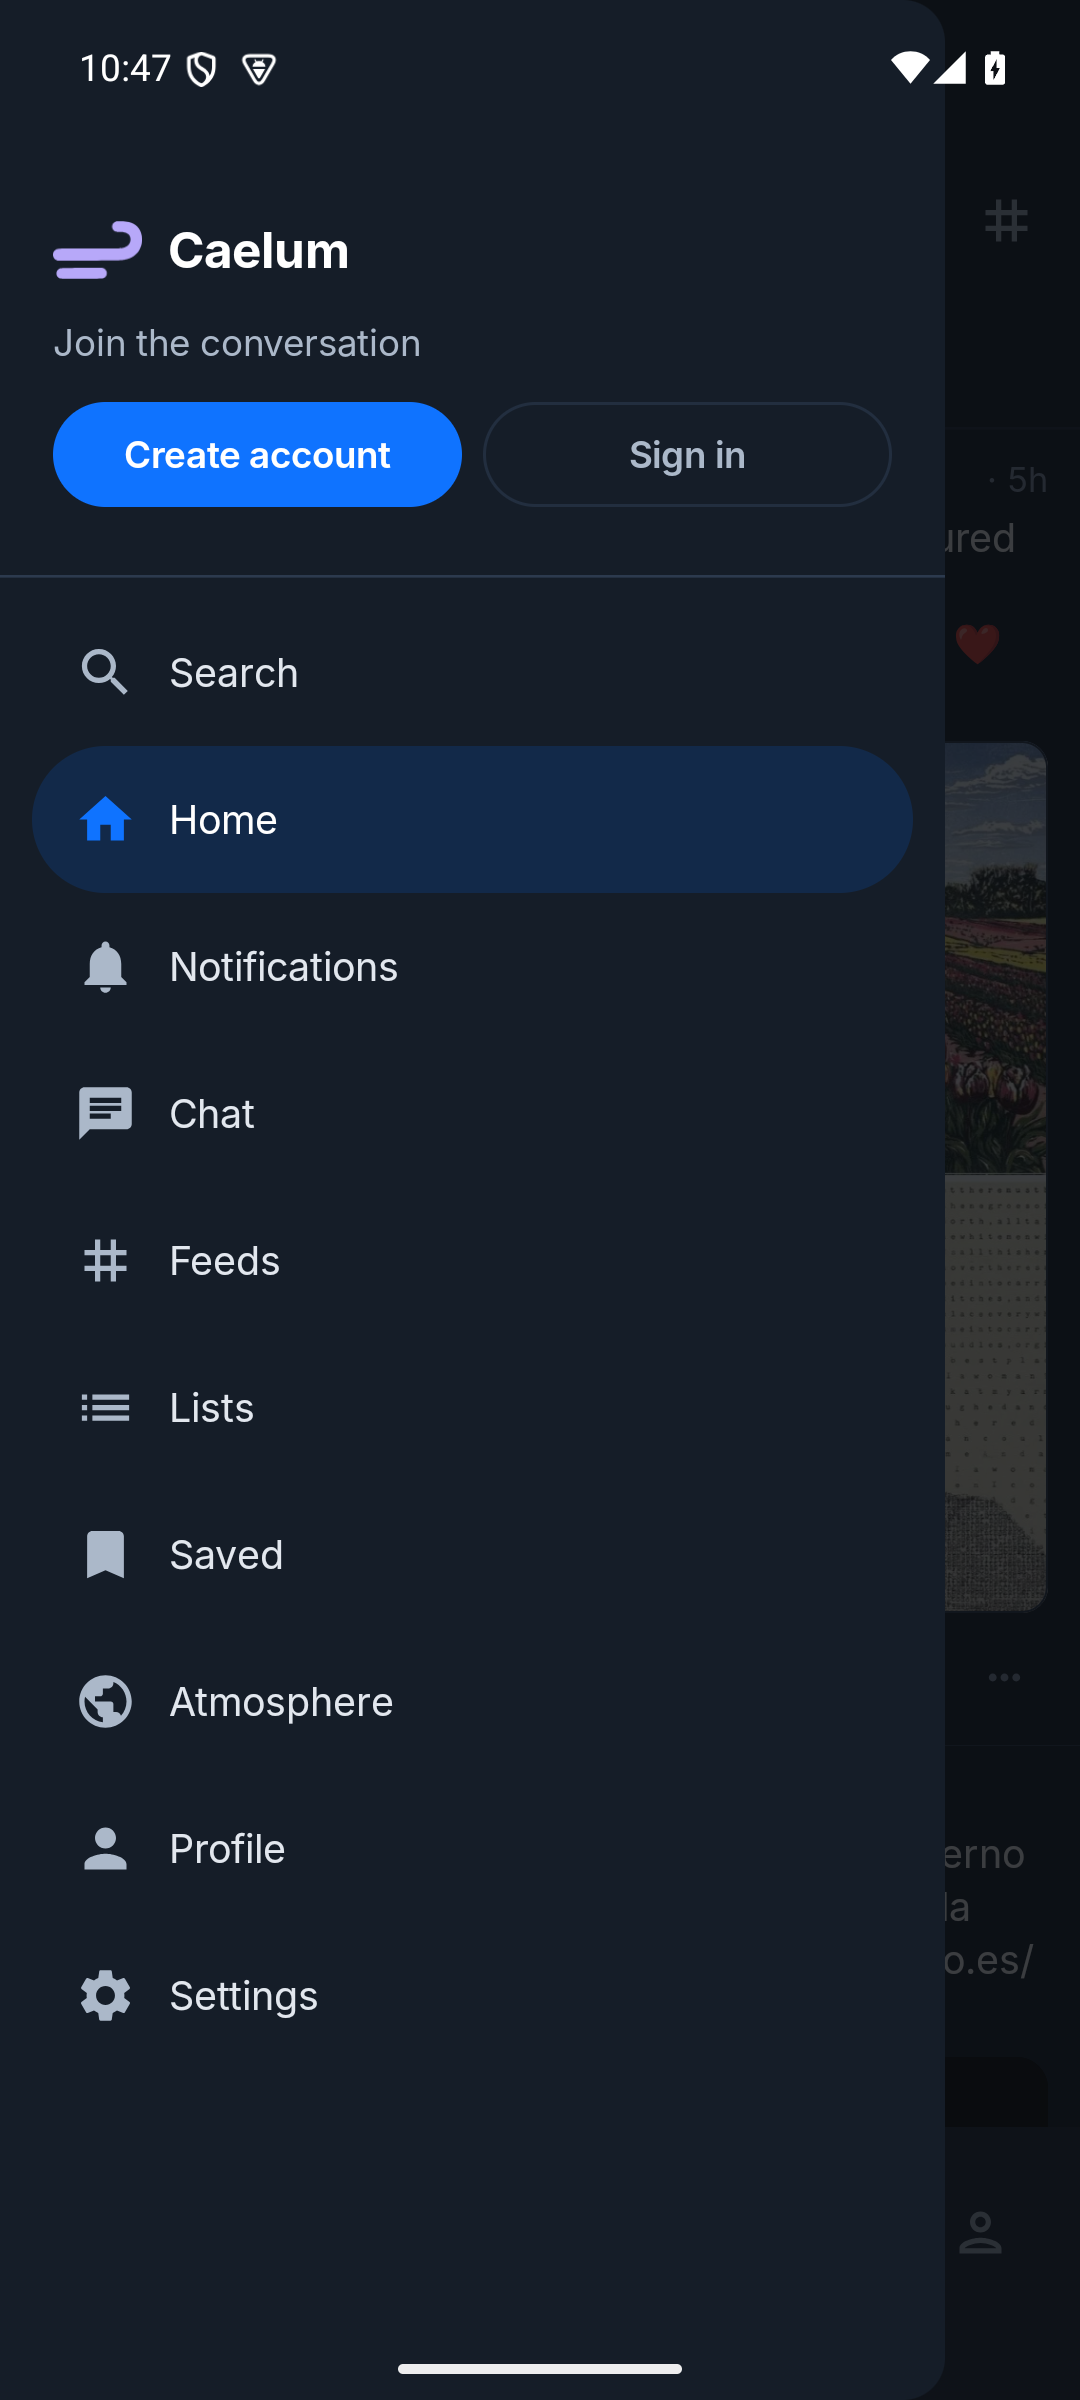 10:47
Caelum
Join the conversation
Create account
Sign in
· 5h
ured
❤️
Search
Home
Notifications
Chat
Feeds
Lists
Saved
Atmosphere
Profile
erno
la
o.es/
Settings